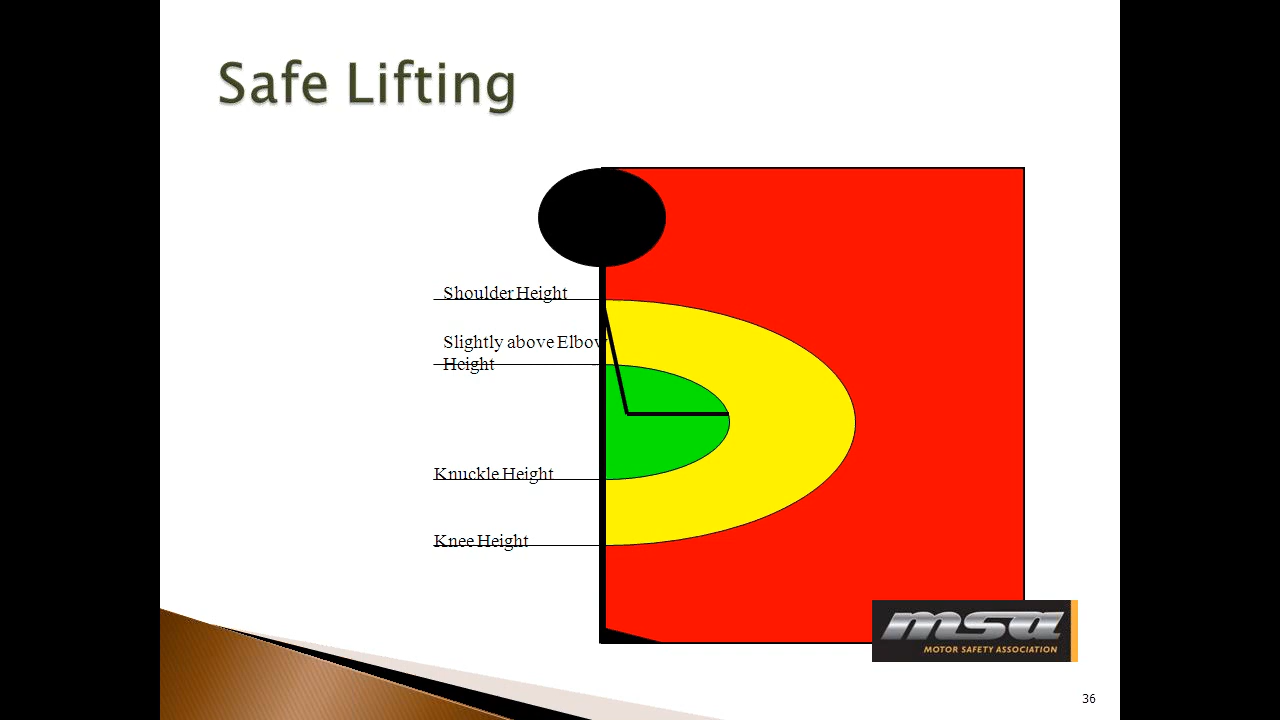 Safe Lifting
Shoulder Height
Slightly above Elbow
Height
Knuckle Height
Knee Height
msa
MOTOR SAFETY ASSOCIATION
36